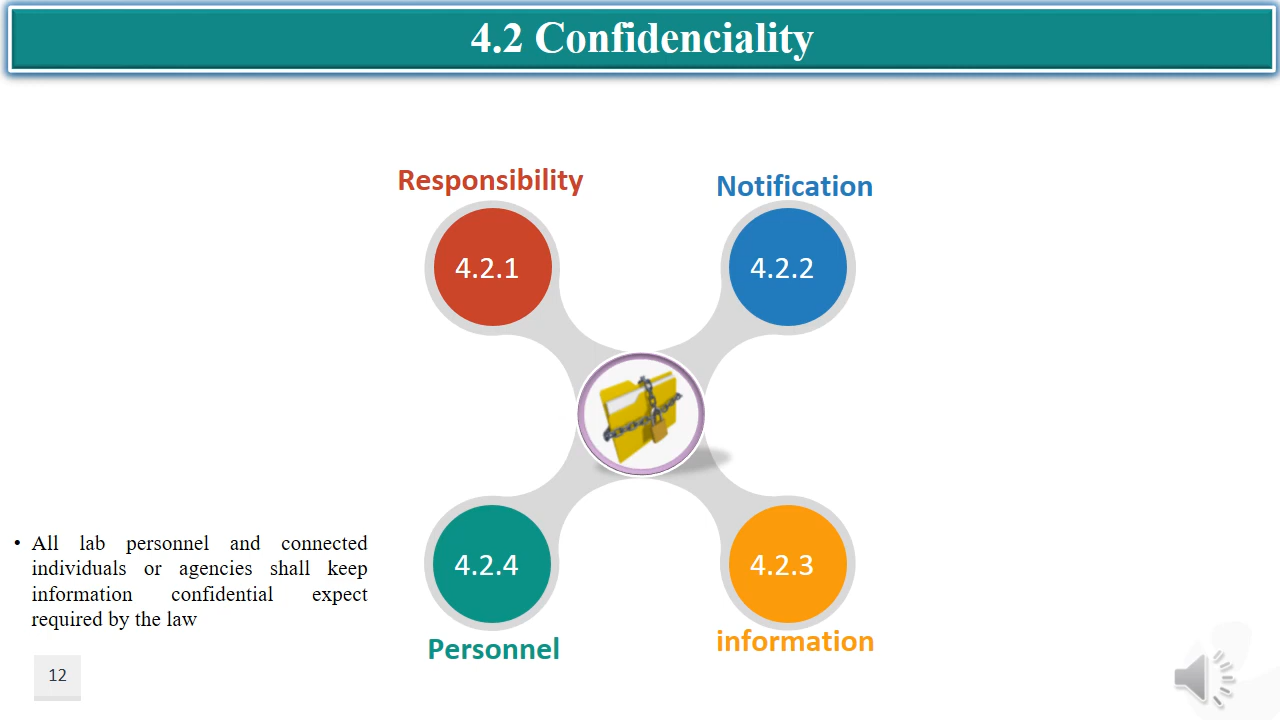 4.2 Confidenciality
Responsibility
Notification
4.2.1
4.2.2
4.2.4
4.2.3
Personnel
information
• All lab personnel and connected
individuals or agencies shall keep
information confidential expect
required by the law
12